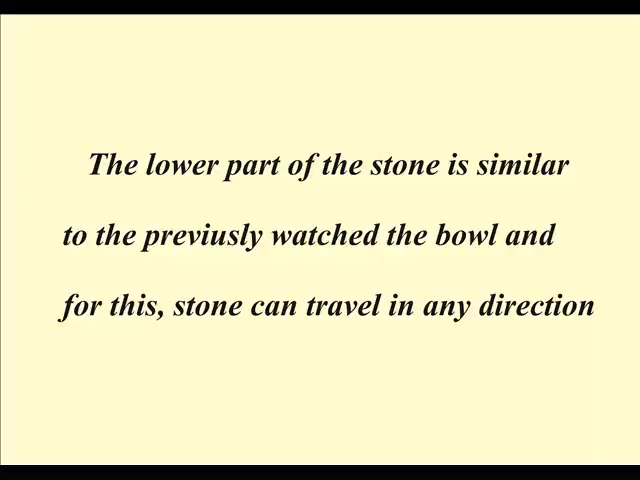 The lower part of the stone is similar
to the previusly watched the bowl and
for this, stone can travel in any direction